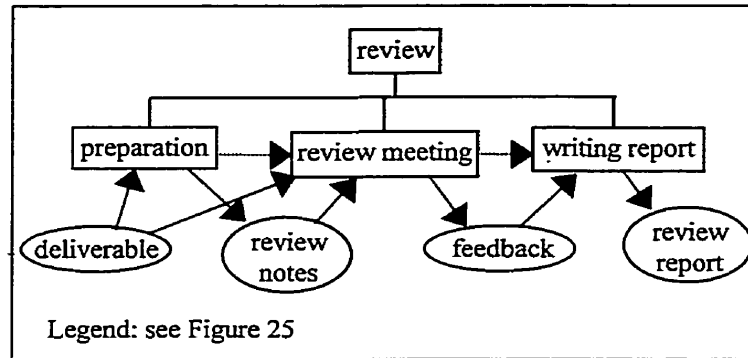 review
preparation
review meeting
writing report
deliverable
review
notes
feedback
review
report
Legend: see Figure 25